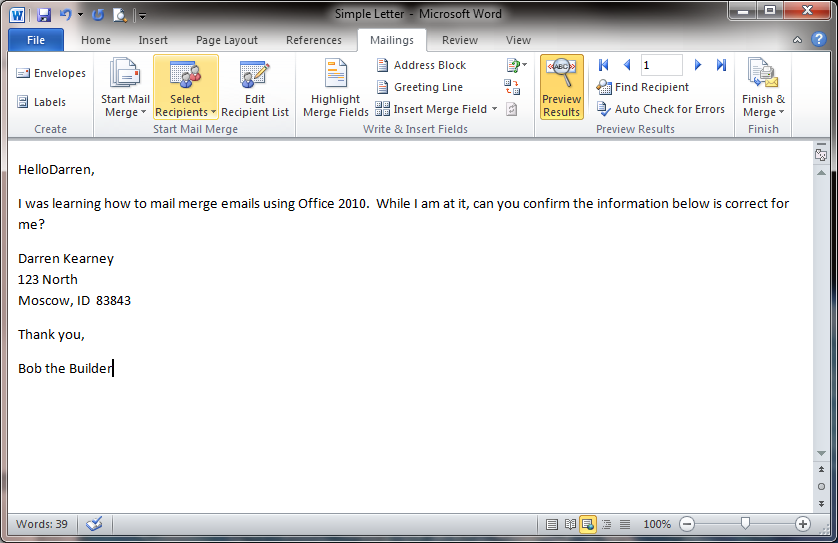 Simple Letter - Microsoft Word
File Home Insert Page Layout References Mailings Review View
Envelopes
Labels
Create
Start Mail
Merge
Select
Recipients
Edit
Recipient List
Start Mail Merge
Highlight
Merge Fields
Address Block
Greeting Line
Insert Merge Field
Write & Insert Fields
«ABC»
Preview
Results
1
Find Recipient
Auto Check for Errors
Preview Results
Finish &
Merge
Finish
HelloDarren,
I was learning how to mail merge emails using Office 2010.  While I am at it, can you confirm the information below is correct for
me?
Darren Kearney
123 North
Moscow, ID  83843
Thank you,
Bob the Builder
Words: 39
100%